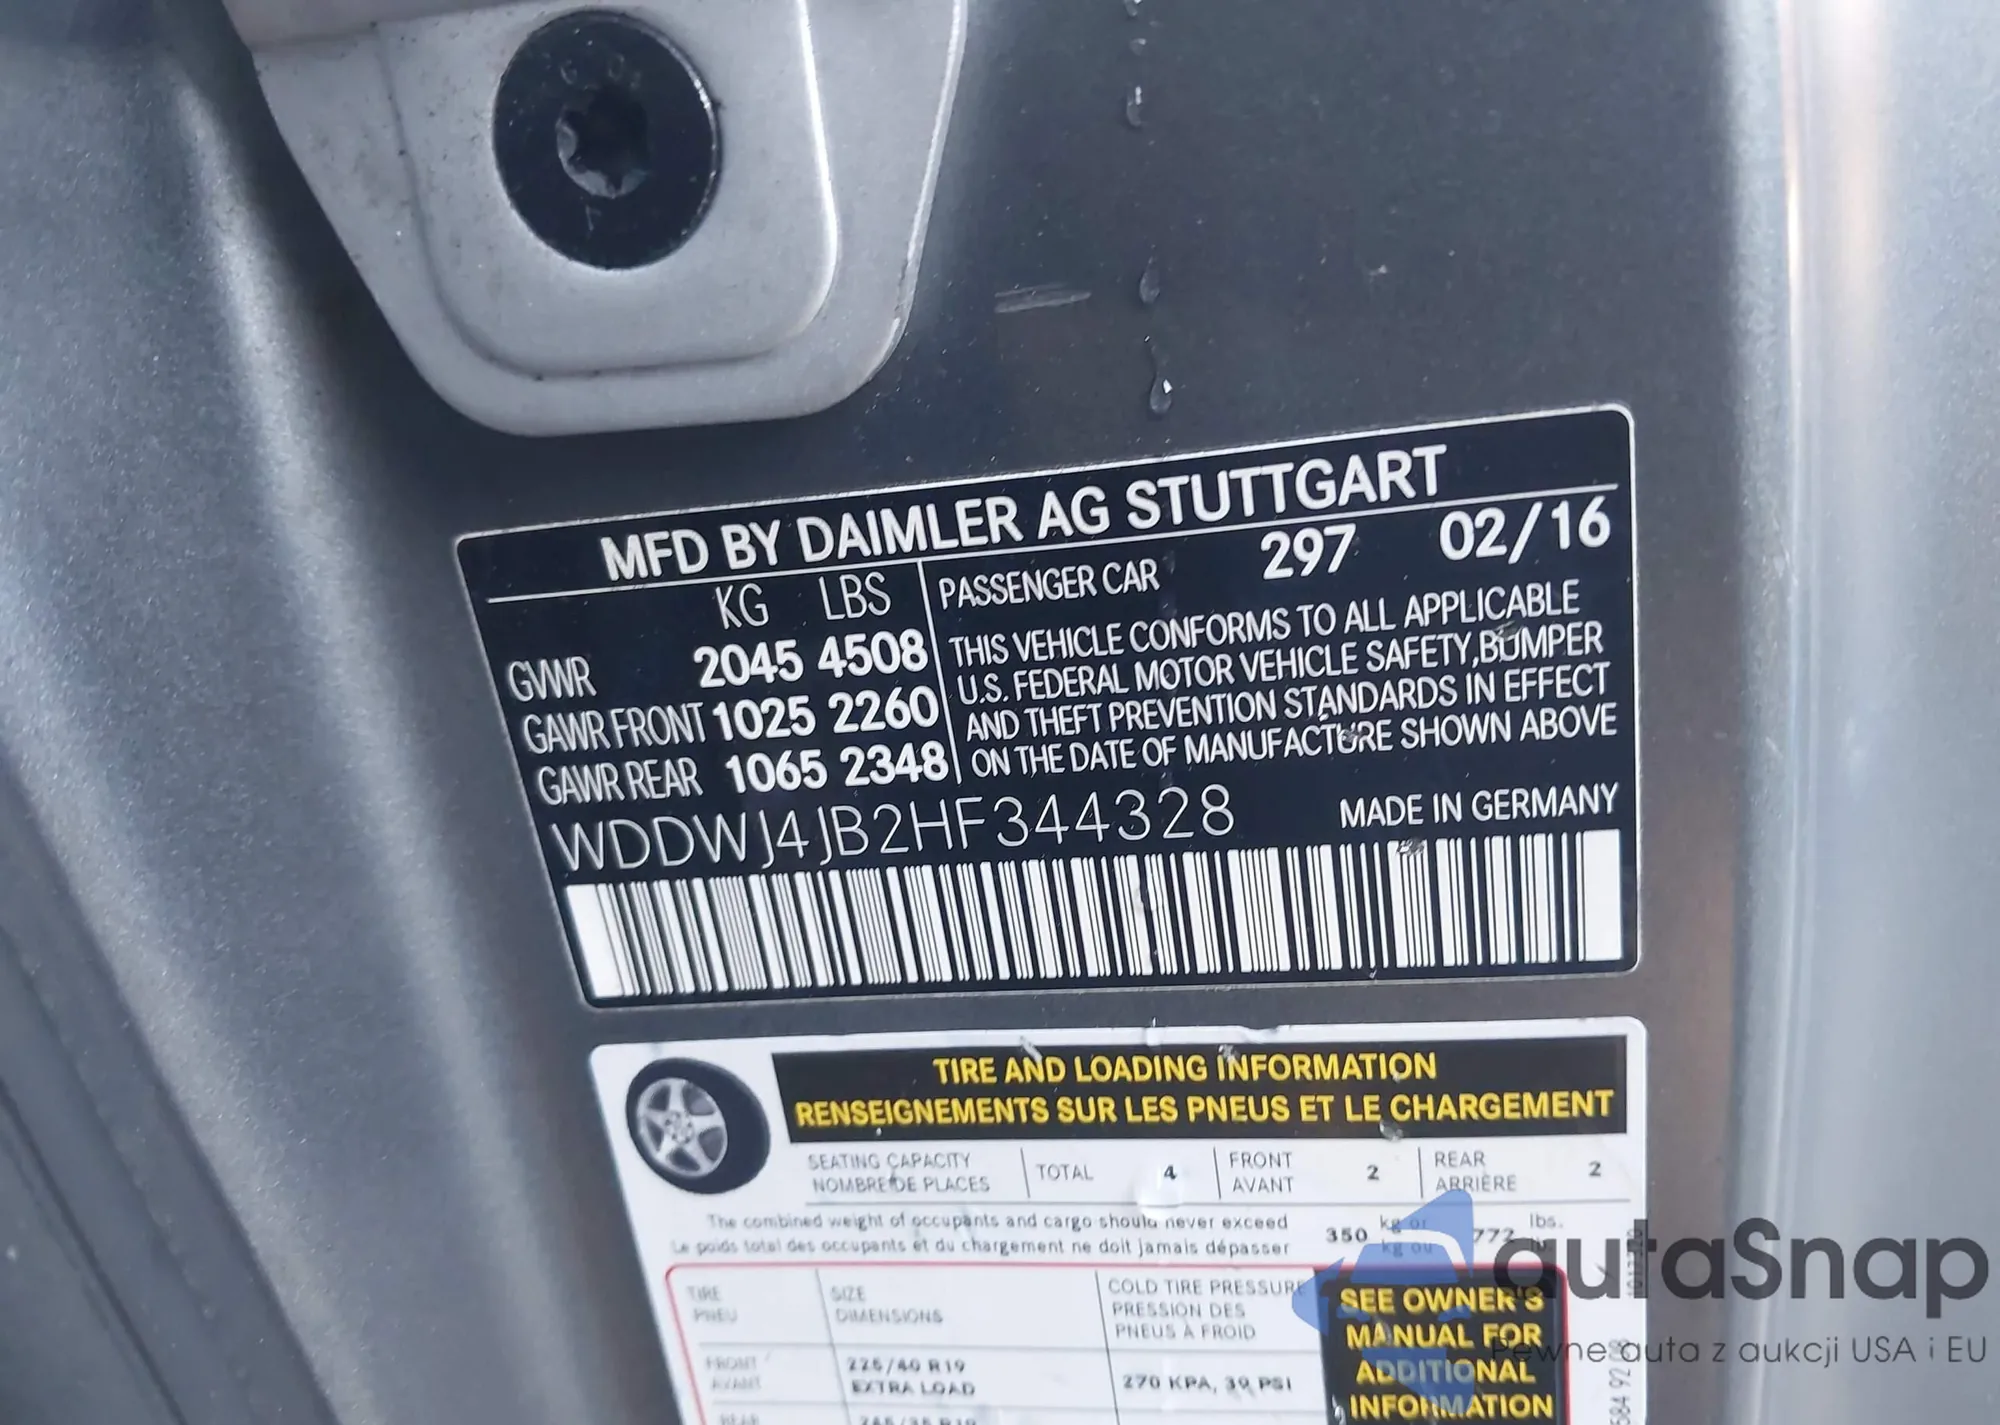 MFD BY DAIMLER AG STUTTGART
KG LBS PASSENGER CAR 297 02/16
GVWR 2045 4508
GAWR FRONT 1025 2260
GAWR REAR 1065 2348
THIS VEHICLE CONFORMS TO ALL APPLICABLE
U.S. FEDERAL MOTOR VEHICLE SAFETY,BUMPER
AND THEFT PREVENTION STANDARDS IN EFFECT
ON THE DATE OF MANUFACTURE SHOWN ABOVE
WDDWJ4JB2HF344328 MADE IN GERMANY
TIRE AND LOADING INFORMATION
RENSEIGNEMENTS SUR LES PNEUS ET LE CHARGEMENT
SEATING CAPACITY
NOMBRE DE PLACES
TOTAL 4
FRONT
AVANT
2
REAR
ARRIÈRE
2
The combined weight of occupants and cargo should never exceed
Le poids total des occupants et du chargement ne doit jamais dépasser
350 kg or 772 lbs.
kg ou
TIRE
PNEU
SIZE
DIMENSIONS
COLD TIRE PRESSURE
PRESSION DES
PNEUS À FROID
FRONT
AVANT
225/40 R19
EXTRA LOAD
270 KPA, 39 PSI
REAR
SEE OWNER'S
MANUAL FOR
ADDITIONAL
INFORMATION
autaSnap
Pewne auta z aukcji USA i EU